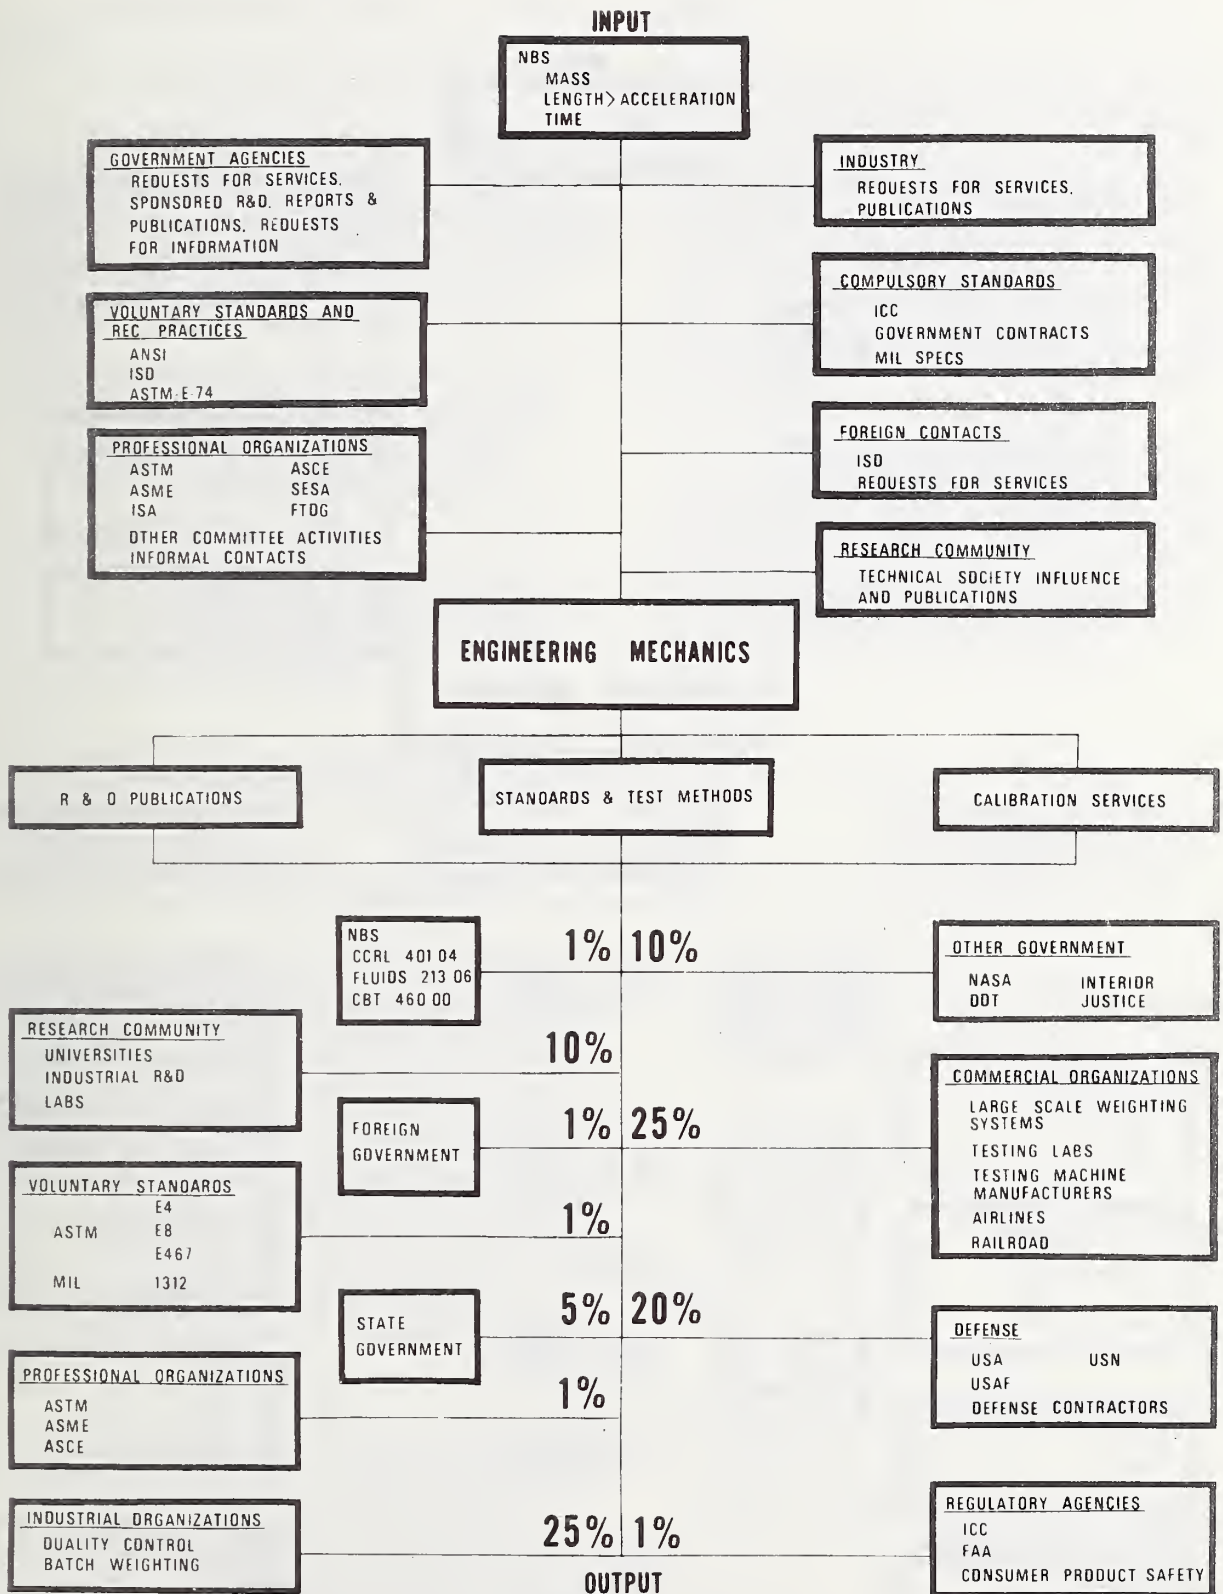 INPUT
NBS
MASS
LENGTH> ACCELERATION
TIME
GOVERNMENT AGENCIES
REQUESTS FOR SERVICES,
SPONSORED R&D, REPORTS &
PUBLICATIONS, REQUESTS
FOR INFORMATION
INDUSTRY
REQUESTS FOR SERVICES,
PUBLICATIONS
VOLUNTARY STANDARDS AND
REC. PRACTICES
ANSI
ISO
ASTM-E-74
COMPULSORY STANDARDS
ICC
GOVERNMENT CONTRACTS
MIL SPECS
PROFESSIONAL ORGANIZATIONS
ASTM ASCE
ASME SESA
ISA FTDG
OTHER COMMITTEE ACTIVITIES
INFORMAL CONTACTS
FOREIGN CONTACTS
ISO
REQUESTS FOR SERVICES
RESEARCH COMMUNITY
TECHNICAL SOCIETY INFLUENCE
AND PUBLICATIONS
ENGINEERING MECHANICS
R & D PUBLICATIONS
STANDARDS & TEST METHODS
CALIBRATION SERVICES
NBS
CCRL 401 04
FLUIDS 213 06
CBT 460 00
1% 10%
OTHER GOVERNMENT
NASA INTERIOR
DOT JUSTICE
RESEARCH COMMUNITY
UNIVERSITIES
INDUSTRIAL R&D
LABS
10%
COMMERCIAL ORGANIZATIONS
LARGE SCALE WEIGHTING
SYSTEMS
TESTING LABS
TESTING MACHINE
MANUFACTURERS
AIRLINES
RAILROAD
FOREIGN
GOVERNMENT
1% 25%
VOLUNTARY STANDARDS
E4
ASTM E8
E467
MIL 1312
1%
STATE
GOVERNMENT
5% 20%
DEFENSE
USA USN
USAF
DEFENSE CONTRACTORS
PROFESSIONAL ORGANIZATIONS
ASTM
ASME
ASCE
1%
INDUSTRIAL ORGANIZATIONS
QUALITY CONTROL
BATCH WEIGHTING
25% 1%
REGULATORY AGENCIES
ICC
FAA
CONSUMER PRODUCT SAFETY
OUTPUT